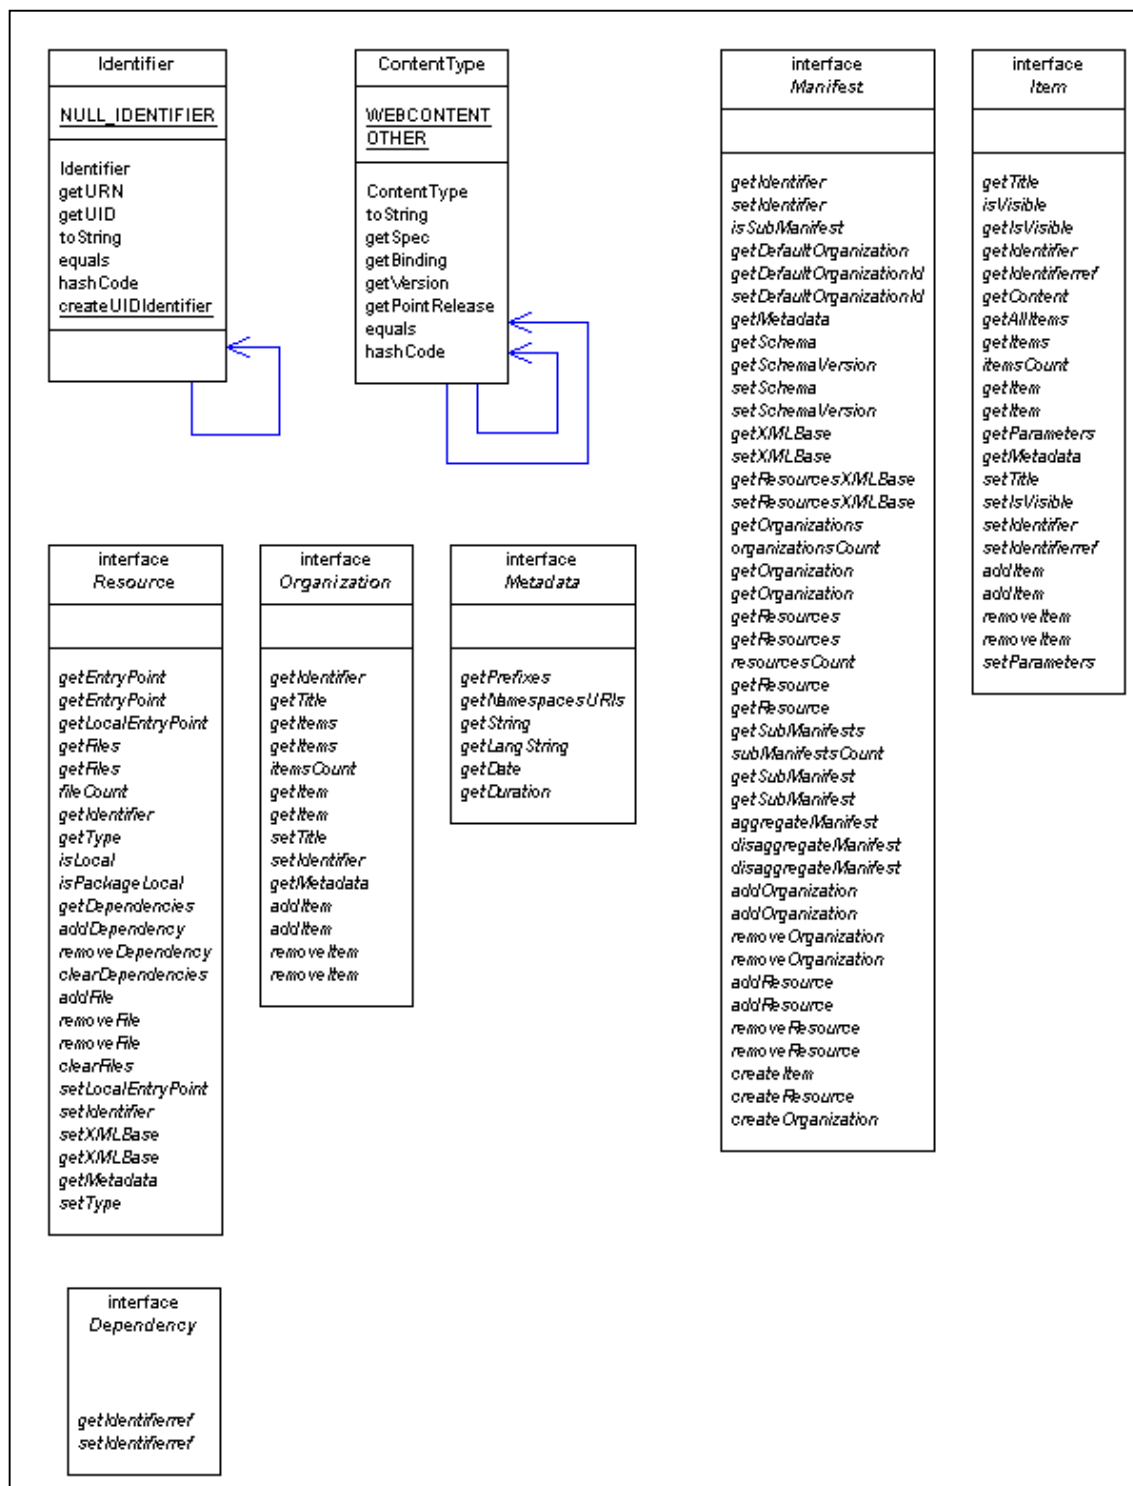 Identifier
NULL_IDENTIFIER
Identifier
getURN
getUID
toString
equals
hashCode
createUIDIdentifier
ContentType
WEBCONTENT
OTHER
ContentType
toString
getSpec
getBinding
getVersion
getPointRelease
equals
hashCode
interface
Manifest
getIdentifier
setIdentifier
isSubManifest
getDefaultOrganization
getDefaultOrganizationId
setDefaultOrganizationId
getMetadata
getSchema
getSchemaVersion
setSchema
setSchemaVersion
getXMLBase
setXMLBase
getResourcesXMLBase
setResourcesXMLBase
getOrganizations
organizationsCount
getOrganization
getOrganization
getResources
getResources
resourcesCount
getResource
getResource
getSubManifests
subManifestsCount
getSubManifest
getSubManifest
aggregateManifest
disaggregateManifest
disaggregateManifest
addOrganization
addOrganization
removeOrganization
removeOrganization
addResource
addResource
removeResource
removeResource
createItem
createResource
createOrganization
interface
Item
getTitle
isVisible
getIsVisible
getIdentifier
getIdentifierref
getContent
getAllItems
getItems
itemsCount
getItem
getItem
getParameters
getMetadata
setTitle
setIsVisible
setIdentifier
setIdentifierref
addItem
addItem
removeItem
removeItem
setParameters
interface
Resource
getEntryPoint
getEntryPoint
getLocalEntryPoint
getFiles
getFiles
fileCount
getIdentifier
getType
isLocal
isPackageLocal
getDependencies
addDependency
removeDependency
clearDependencies
addFile
removeFile
removeFile
clearFiles
setLocalEntryPoint
setIdentifier
setXMLBase
getXMLBase
getMetadata
setType
interface
Organization
getIdentifier
getTitle
getItems
getItems
itemsCount
getItem
getItem
setTitle
setIdentifier
getMetadata
addItem
addItem
removeItem
removeItem
interface
Metadata
getPrefixes
getNamespacesURIs
getString
getLangString
getDate
getDuration
interface
Dependency
getIdentifierref
setIdentifierref